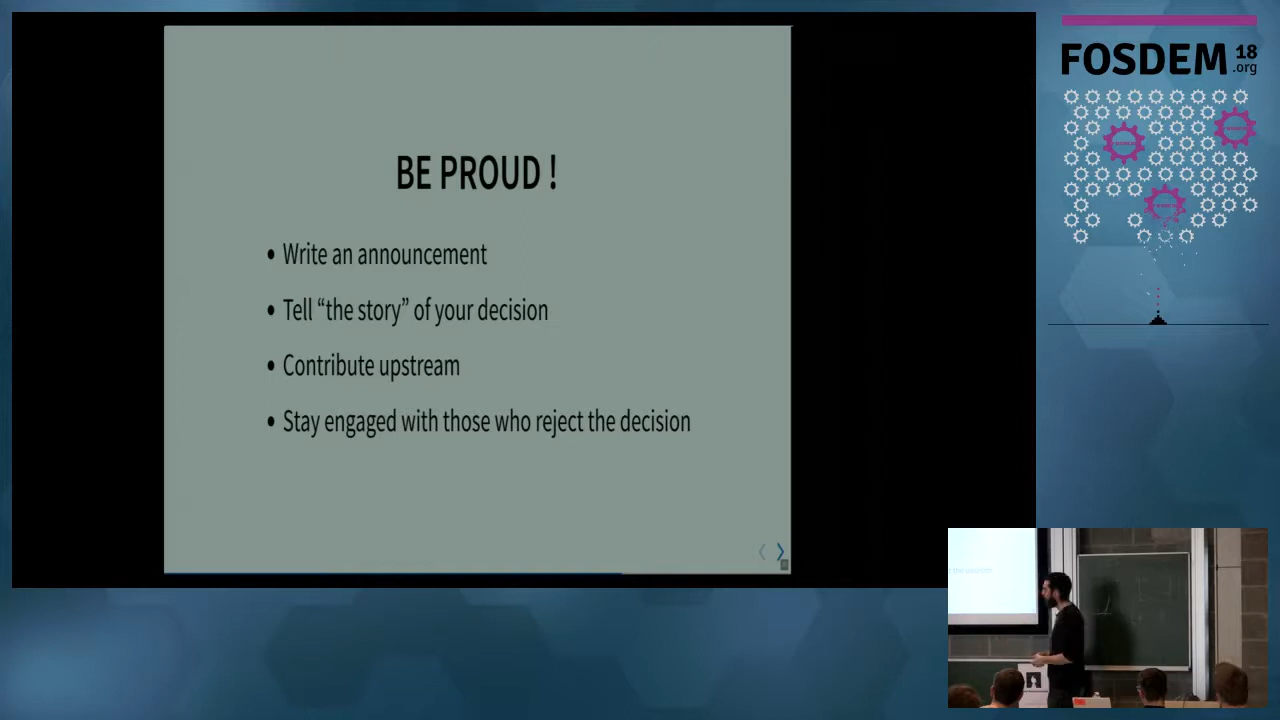 BE PROUD !
• Write an announcement
• Tell “the story” of your decision
• Contribute upstream
• Stay engaged with those who reject the decision
FOSDEM 18
.org